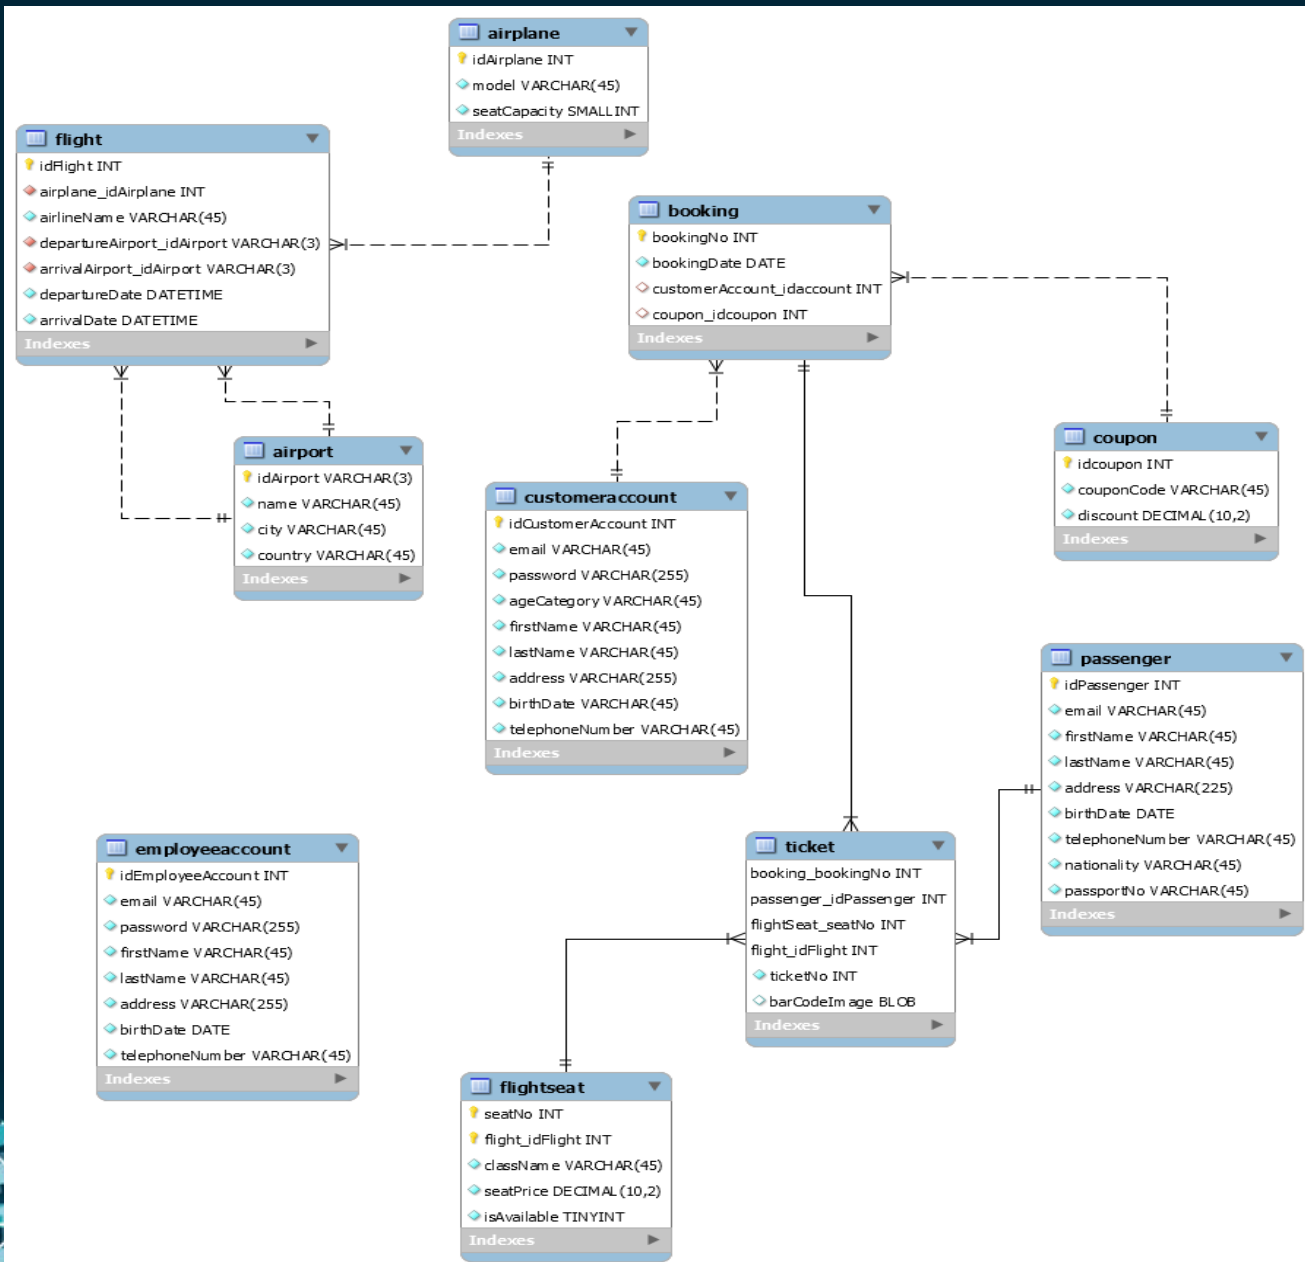 airplane
idAirplane INT
model VARCHAR(45)
seatCapacity SMALLINT
Indexes
flight
idFlight INT
airplane_idAirplane INT
airlineName VARCHAR(45)
departureAirport_idAirport VARCHAR(3)
arrivalAirport_idAirport VARCHAR(3)
departureDate DATETIME
arrivalDate DATETIME
Indexes
booking
bookingNo INT
bookingDate DATE
customerAccount_idaccount INT
coupon_idcoupon INT
Indexes
airport
idAirport VARCHAR(3)
name VARCHAR(45)
city VARCHAR(45)
country VARCHAR(45)
Indexes
coupon
idcoupon INT
couponCode VARCHAR(45)
discount DECIMAL(10,2)
Indexes
customeraccount
idCustomerAccount INT
email VARCHAR(45)
password VARCHAR(255)
ageCategory VARCHAR(45)
firstName VARCHAR(45)
lastName VARCHAR(45)
address VARCHAR(255)
birthDate VARCHAR(45)
telephoneNumber VARCHAR(45)
Indexes
passenger
idPassenger INT
email VARCHAR(45)
firstName VARCHAR(45)
lastName VARCHAR(45)
address VARCHAR(225)
birthDate DATE
telephoneNumber VARCHAR(45)
nationality VARCHAR(45)
passportNo VARCHAR(45)
Indexes
employeeaccount
idEmployeeAccount INT
email VARCHAR(45)
password VARCHAR(255)
firstName VARCHAR(45)
lastName VARCHAR(45)
address VARCHAR(255)
birthDate DATE
telephoneNumber VARCHAR(45)
Indexes
ticket
booking_bookingNo INT
passenger_idPassenger INT
flightSeat_seatNo INT
flight_idFlight INT
ticketNo INT
barCodeImage BLOB
Indexes
flightseat
seatNo INT
flight_idFlight INT
className VARCHAR(45)
seatPrice DECIMAL(10,2)
isAvailable TINYINT
Indexes